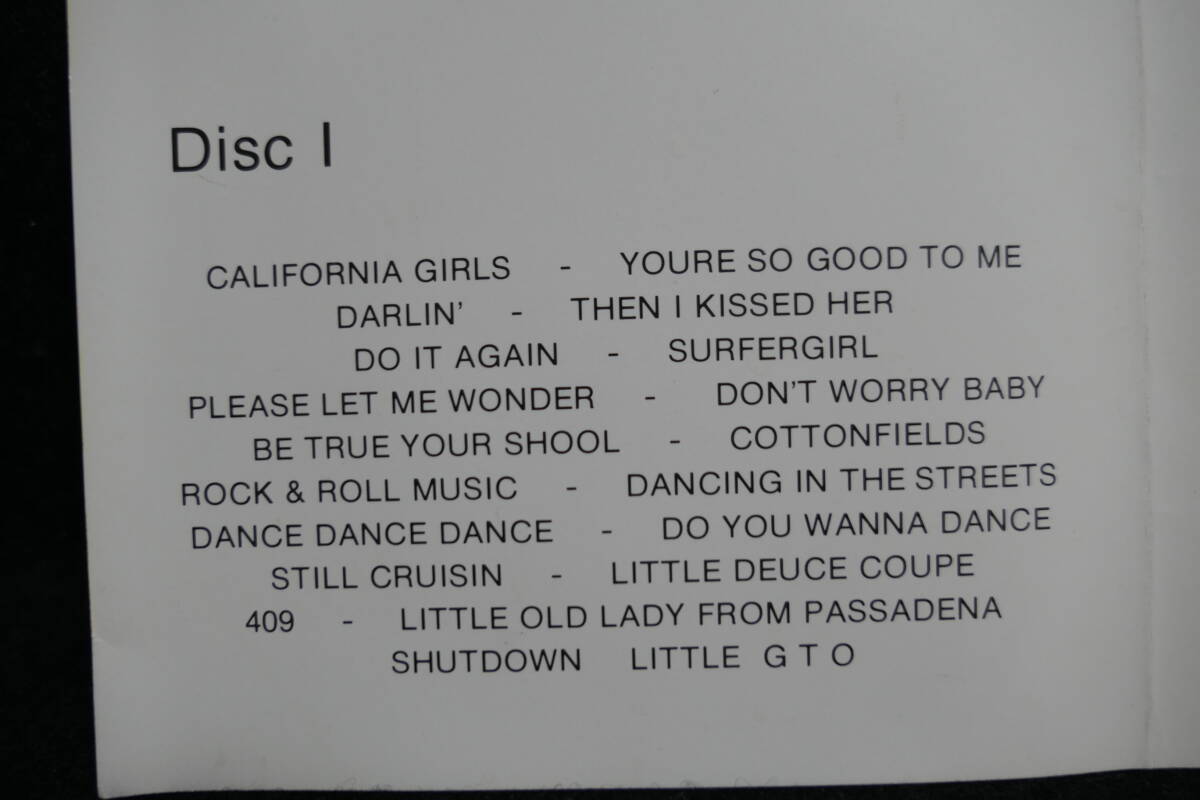 Disc I
CALIFORNIA GIRLS - YOURE SO GOOD TO ME
DARLIN' - THEN I KISSED HER
DO IT AGAIN - SURFERGIRL
PLEASE LET ME WONDER - DON'T WORRY BABY
BE TRUE YOUR SHOOL - COTTONFIELDS
ROCK & ROLL MUSIC - DANCING IN THE STREETS
DANCE DANCE DANCE - DO YOU WANNA DANCE
STILL CRUISIN - LITTLE DEUCE COUPE
409 - LITTLE OLD LADY FROM PASSADENA
SHUTDOWN LITTLE G T O